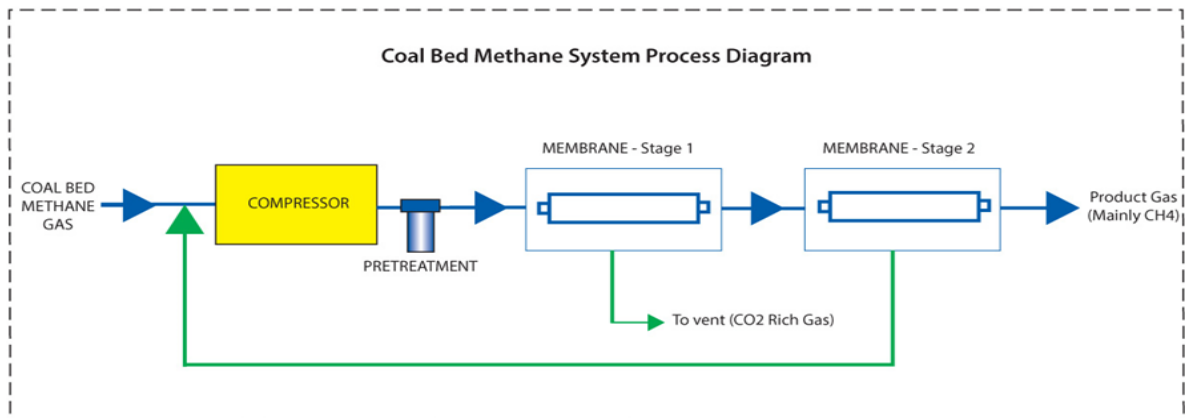 Coal Bed Methane System Process Diagram
MEMBRANE - Stage 1
MEMBRANE - Stage 2
COAL BED
METHANE
GAS
COMPRESSOR
PRETREATMENT
Product Gas
(Mainly CH4)
To vent (CO2 Rich Gas)